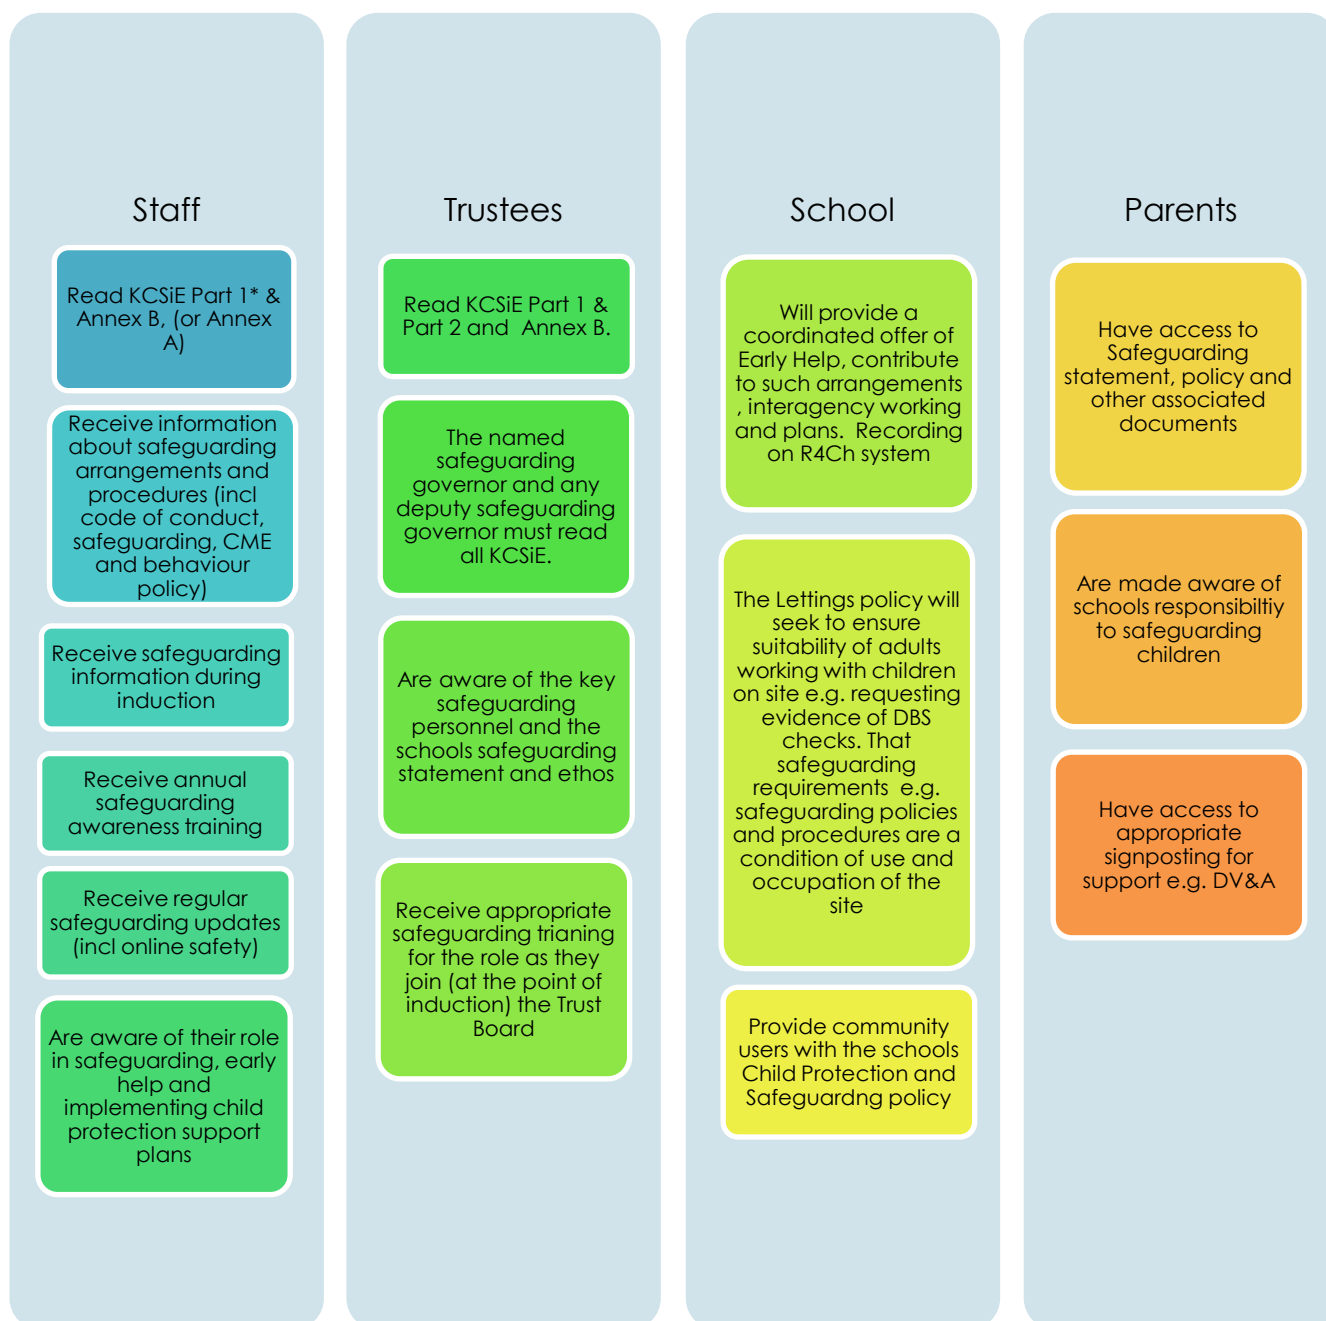 Staff
Read KCSiE Part 1* &
Annex B, (or Annex
A)
Receive information
about safeguarding
arrangements and
procedures (incl
code of conduct,
safeguarding, CME
and behaviour
policy)
Receive safeguarding
information during
induction
Receive annual
safeguarding
awareness training
Receive regular
safeguarding updates
(incl online safety)
Are aware of their role
in safeguarding, early
help and
implementing child
protection support
plans
Trustees
Read KCSiE Part 1 &
Part 2 and  Annex B.
The named
safeguarding
governor and any
deputy safeguarding
governor must read
all KCSiE.
Are aware of the key
safeguarding
personnel and the
schools safeguarding
statement and ethos
Receive appropriate
safeguarding trianing
for the role as they
join (at the point of
induction) the Trust
Board
School
Will provide a
coordinated offer of
Early Help, contribute
to such arrangements
, interagency working
and plans.  Recording
on R4Ch system
The Lettings policy will
seek to ensure
suitability of adults
working with children
on site e.g. requesting
evidence of DBS
checks. That
safeguarding
requirements  e.g.
safeguarding policies
and procedures are a
condition of use and
occupation of the
site
Provide community
users with the schools
Child Protection and
Safeguardng policy
Parents
Have access to
Safeguarding
statement, policy and
other associated
documents
Are made aware of
schools responsibiltiy
to safeguarding
children
Have access to
appropriate
signposting for
support e.g. DV&A